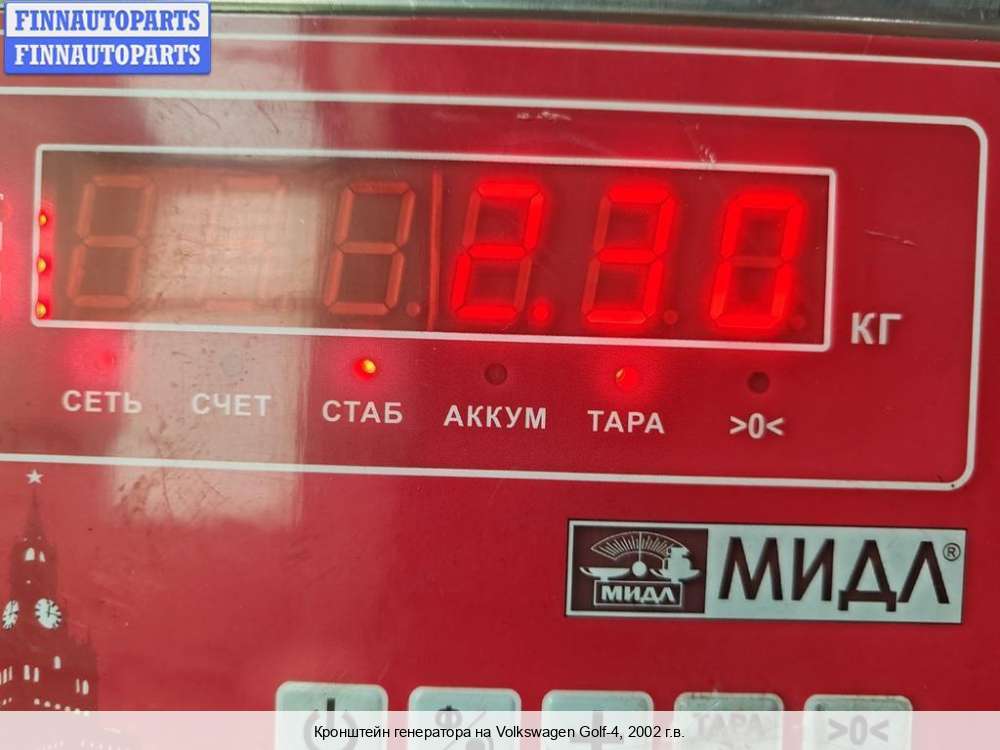 FINNAUTOPARTS
FINNAUTOPARTS
2.30
КГ
СЕТЬ СЧЕТ СТАБ АККУМ ТАРА >0<
МИДЛ МИДЛ®
ТАРА >0<
Кронштейн генератора на Volkswagen Golf-4, 2002 г.в.